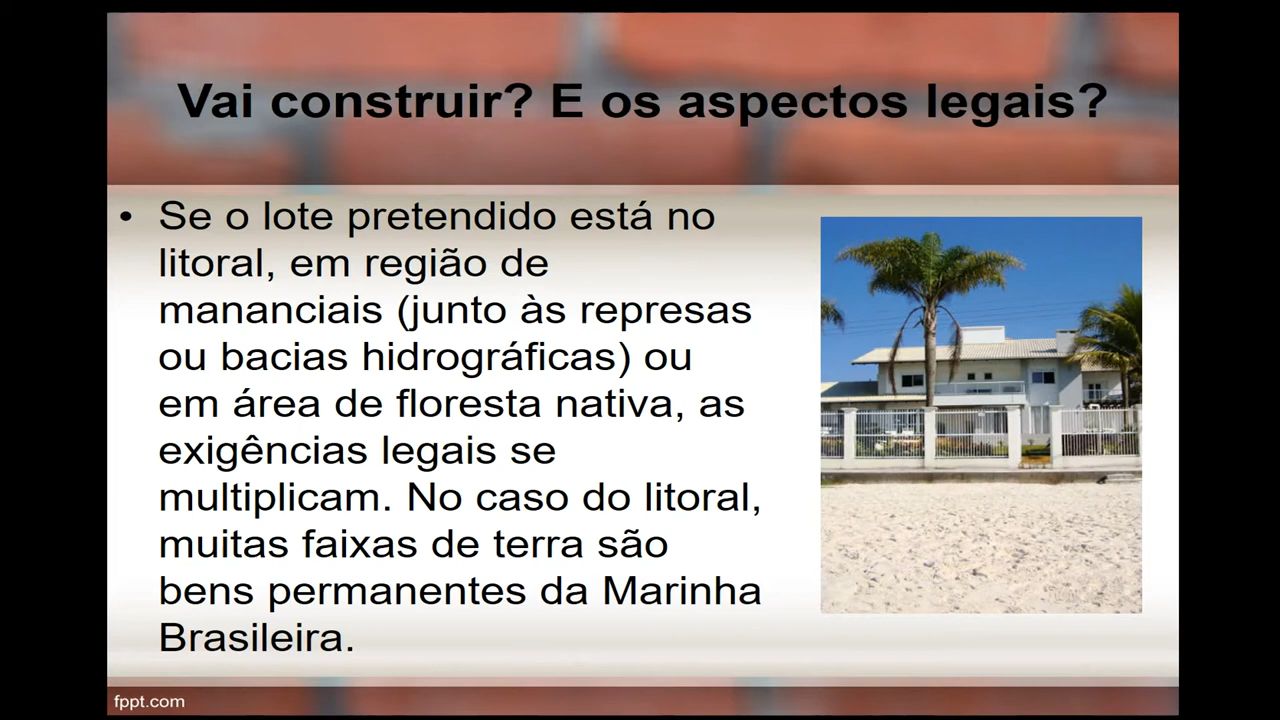 Vai construir? E os aspectos legais?
• Se o lote pretendido está no
litoral, em região de
mananciais (junto às represas
ou bacias hidrográficas) ou
em área de floresta nativa, as
exigências legais se
multiplicam. No caso do litoral,
muitas faixas de terra são
bens permanentes da Marinha
Brasileira.
fppt.com